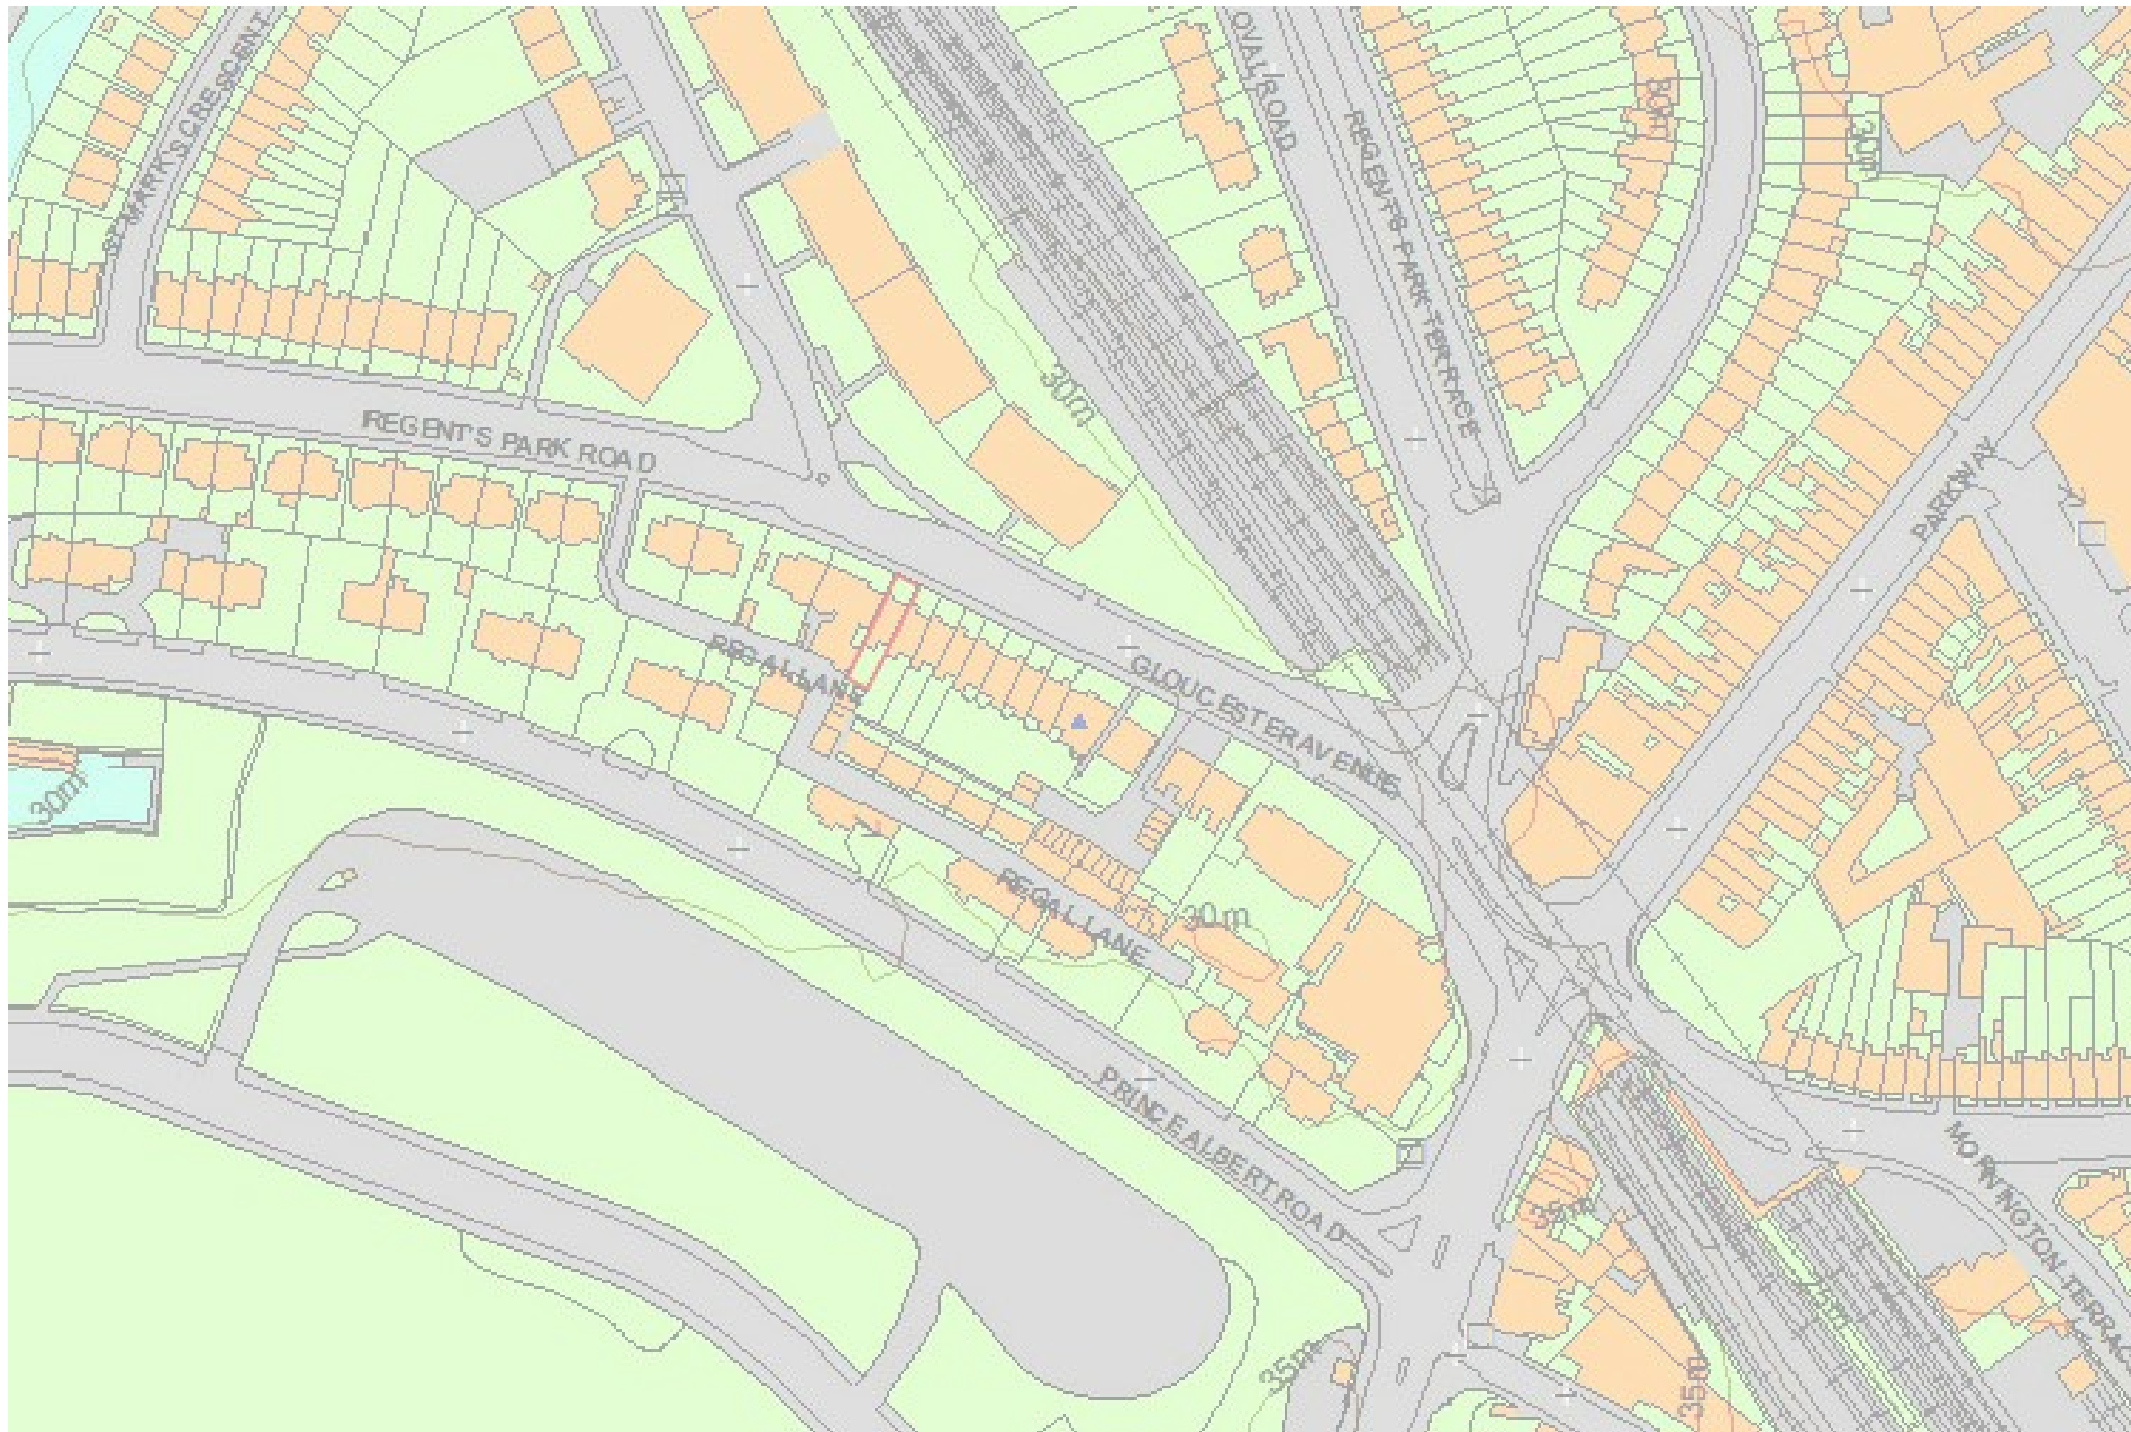 ST MARK'S CRESCENT
OVAL ROAD
REGENT'S PARK TERRACE
30m
30m
30m
REGENT'S PARK ROAD
PARKWAY
REGAL LANE
GLOUCESTER AVENUE
30m
REGAL LANE
30m
PRINCE ALBERT ROAD
MORNINGTON TERRACE
35m
35m
35m